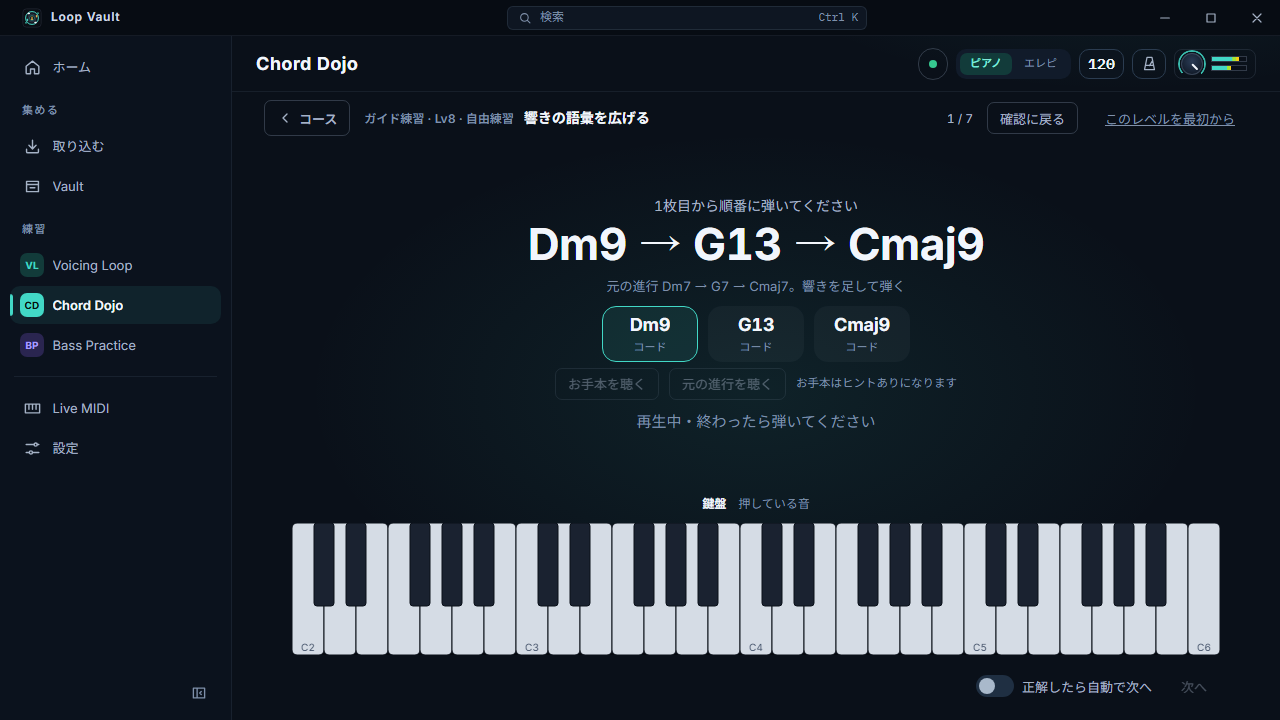 Loop Vault
検索
Ctrl K
ホーム
集める
取り込む
Vault
練習
VL Voicing Loop
CD Chord Dojo
BP Bass Practice
Live MIDI
設定
Chord Dojo
ピアノ エレピ 120
コース ガイド練習 · Lv8 · 自由練習 響きの語彙を広げる
1 / 7 確認に戻る このレベルを最初から
1枚目から順番に弾いてください
Dm9 → G13 → Cmaj9
元の進行 Dm7 → G7 → Cmaj7。響きを足して弾く
Dm9 G13 Cmaj9
コード コード コード
お手本を聴く 元の進行を聴く お手本はヒントありになります
再生中・終わったら弾いてください
鍵盤 押している音
C2 C3 C4 C5 C6
正解したら自動で次へ 次へ